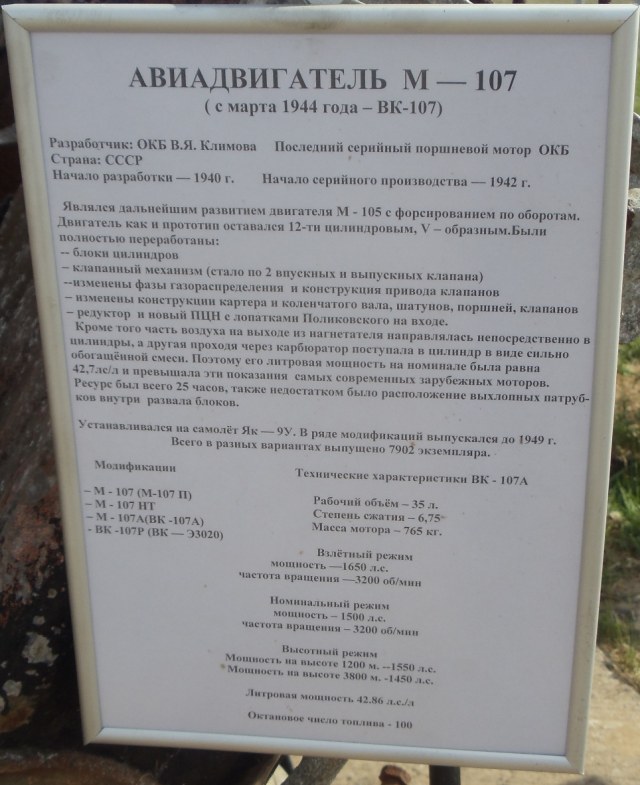 АВИАДВИГАТЕЛЬ М — 107
( с марта 1944 года – ВК-107)
Разработчик: ОКБ В.Я. Климова Последний серийный поршневой мотор ОКБ
Страна: СССР
Начало разработки — 1940 г. Начало серийного производства — 1942 г.
Являлся дальнейшим развитием двигателя М - 105 с форсированием по оборотам.
Двигатель как и прототип оставался 12-ти цилиндровым, V – образным.Были
полностью переработаны:
-- блоки цилиндров
– клапанный механизм (стало по 2 впускных и выпускных клапана)
--изменены фазы газораспределения и конструкция привода клапанов
– изменены конструкции картера и коленчатого вала, шатунов, поршней, клапанов
– редуктор и новый ПЦН с лопатками Поликовского на входе.
Кроме того часть воздуха на выходе из нагнетателя направлялась непосредственно в
цилиндры, а другая проходя через карбюратор поступала в цилиндр в виде сильно
обогащённой смеси. Поэтому его литровая мощность на номинале была равна
42,7лс/л и превышала эти показания самых современных зарубежных моторов.
Ресурс был всего 25 часов, также недостатком было расположение выхлопных патруб-
ков внутри развала блоков.
Устанавливался на самолёт Як — 9У. В ряде модификаций выпускался до 1949 г.
Всего в разных вариантах выпущено 7902 экземпляра.
Модификации Технические характеристики ВК - 107А
– М - 107 (М-107 П)
– М - 107 НТ
– М - 107А(ВК -107А)
- ВК -107Р (ВК — Э3020)
Рабочий объём – 35 л.
Степень сжатия – 6,75
Масса мотора – 765 кг.
Взлётный режим
мощность —1650 л.с.
частота вращения —3200 об/мин
Номинальный режим
мощность – 1500 л.с.
частота вращения – 3200 об/мин
Высотный режим
Мощность на высоте 1200 м. --1550 л.с.
Мощность на высоте 3800 м. -1450 л.с.
Литровая мощность 42.86 л.с./л
Октановое число топлива - 100